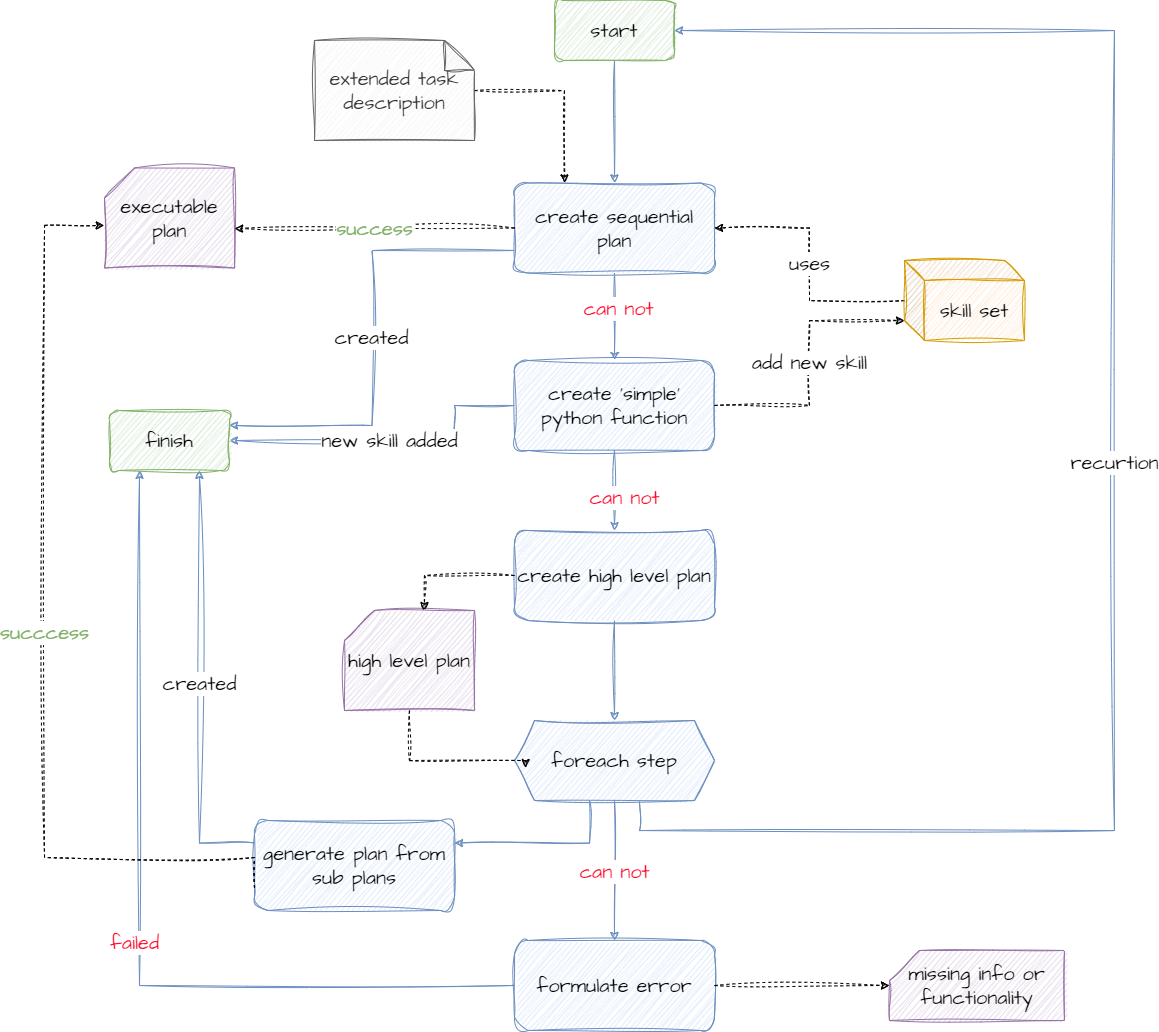 start
extended task
description
executable
plan
create sequential
plan
success
uses
skill set
can not
created
add new skill
create 'simple'
python function
finish
new skill added
recurtion
can not
create high level plan
succcess
high level plan
created
foreach step
generate plan from
sub plans
can not
failed
formulate error
missing info or
functionality